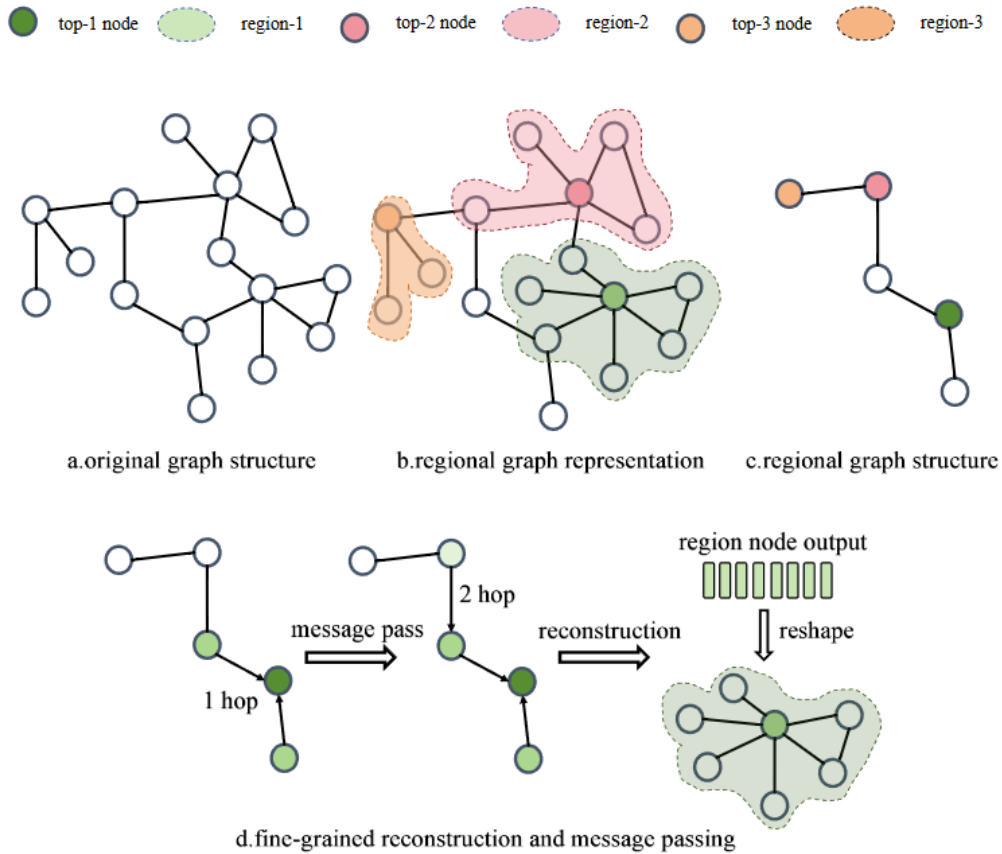 top-1 node region-1 top-2 node region-2 top-3 node region-3
a.original graph structure b.regional graph representation c.regional graph structure
region node output
2 hop
message pass reconstruction reshape
1 hop
d.fine-grained reconstruction and message passing